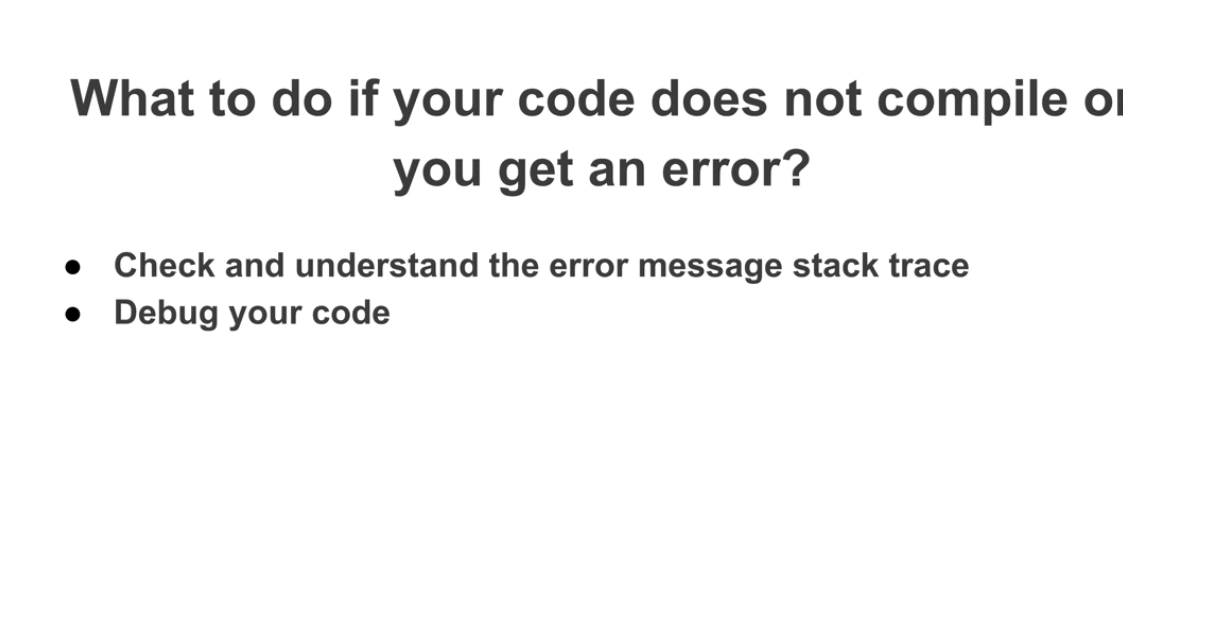 What to do if your code does not compile or
you get an error?
● Check and understand the error message stack trace
● Debug your code